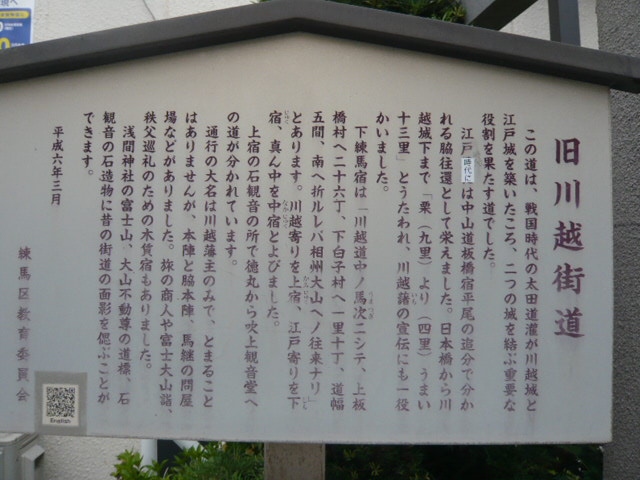 旧川越街道
この道は、戦国時代の太田道灌が川越城と
江戸城を築いたころ、二つの城を結ぶ重要な
役割を果たす道でした。
江戸時代には中山道板橋宿平尾の追分で分か
れる脇往還として栄えました。日本橋から川
越城下まで「栗（九里）より（四里）うまい
十三里」とうたわれ、川越藷の宣伝にも一役
かいました。
下練馬宿は「川越道中ノ馬次ニシテ、上板
橋村へ二十六丁、下白子村へ一里十丁、道幅
五間、南へ折ルレバ相州大山ヘノ往来ナリ」
とあります。川越寄りを上宿、江戸寄りを下
宿、真ん中を中宿とよびました。
上宿の石観音の所で徳丸から吹上観音堂へ
の道が分かれています。
通行の大名は川越藩主のみで、とまること
はありませんが、本陣と脇本陣、馬継の問屋
場などがありました。旅の商人や富士大山詣、
秩父巡礼のための木賃宿もありました。
浅間神社の富士山、大山不動尊の道標、石
観音の石造物に昔の街道の面影を偲ぶことが
できます。
平成六年三月
練馬区教育委員会
English